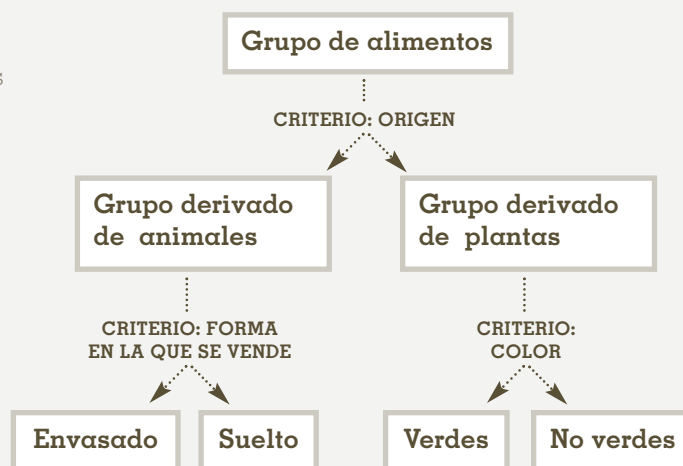 Grupo de alimentos
s
CRITERIO: ORIGEN
Grupo derivado
de animales
Grupo derivado
de plantas
CRITERIO: FORMA
EN LA QUE SE VENDE
CRITERIO:
COLOR
Envasado
Suelto
Verdes
No verdes